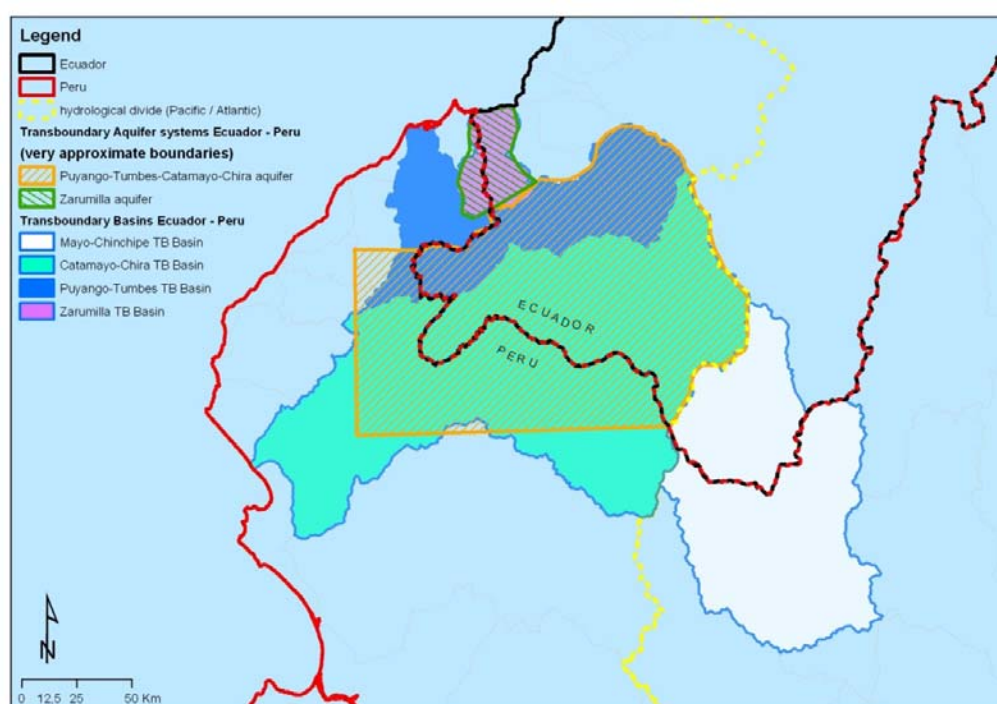 Legend
Ecuador
Peru
hydrological divide (Pacific / Atlantic)
Transboundary Aquifer systems Ecuador - Peru
(very approximate boundaries)
Puyango-Tumbes-Catamayo-Chira aquifer
Zarumilla aquifer
Transboundary Basins Ecuador - Peru
Mayo-Chinchipe TB Basin
Catamayo-Chira TB Basin
Puyango-Tumbes TB Basin
Zarumilla TB Basin
ECUADOR
PERU
N
0 12,5 25 50 Km